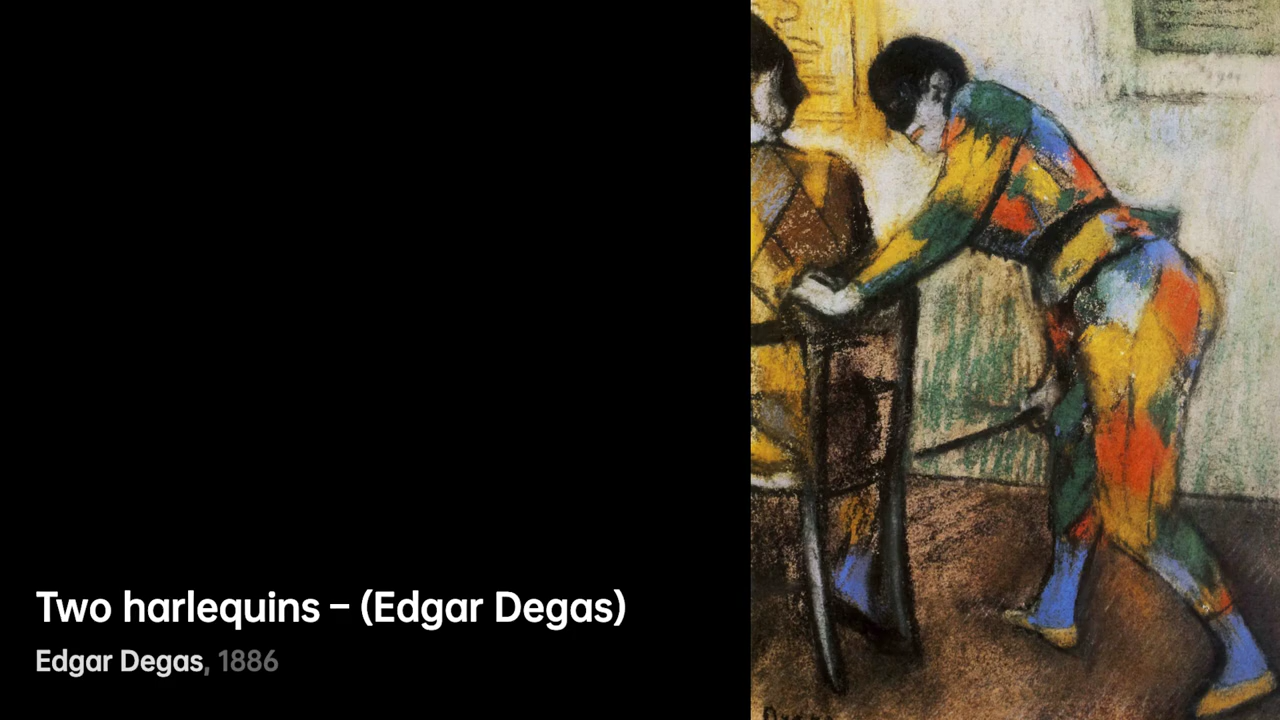 Two harlequins – (Edgar Degas)
Edgar Degas, 1886